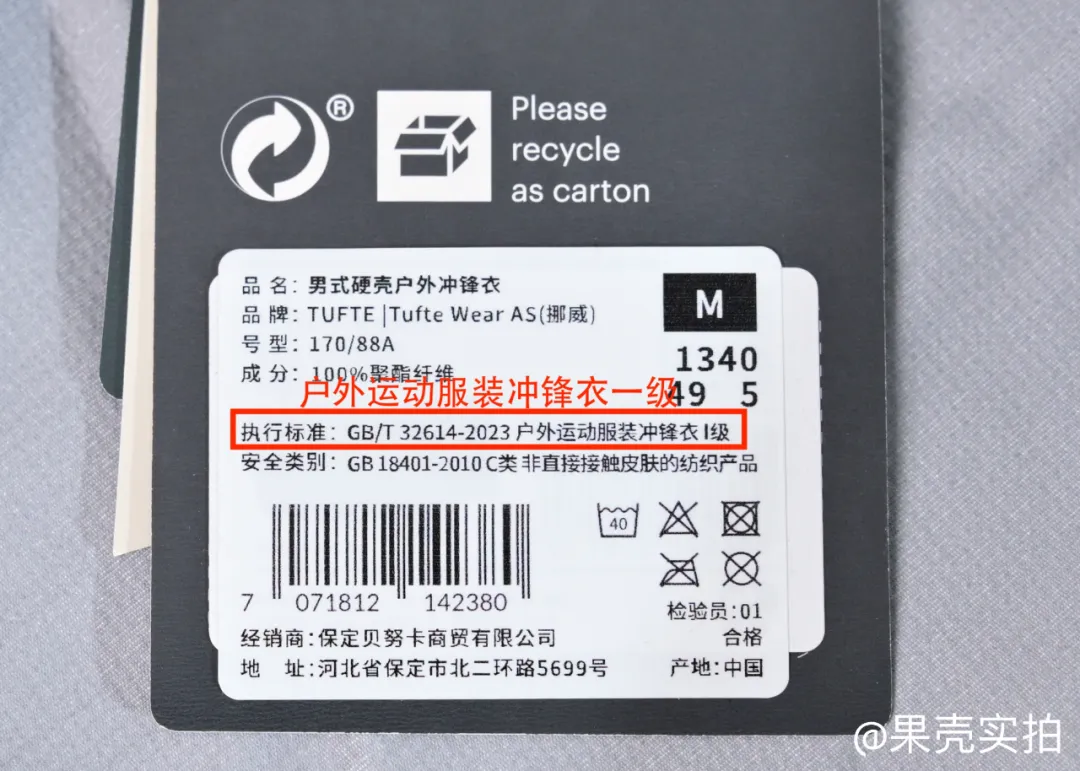 ®
Please
recycle
as carton
品 名：男式硬壳户外冲锋衣
品 牌：TUFTE |Tufte Wear AS(挪威)
号 型：170/88A
成 分：100%聚酯纤维
M
1340
49 5
户外运动服装冲锋衣一级
执行标准：GB/T 32614-2023 户外运动服装冲锋衣 I级
安全类别：GB 18401-2010 C类 非直接接触皮肤的纺织产品
40
7 071812 142380
检验员:01
合格
经销商:保定贝努卡商贸有限公司
地 址:河北省保定市北二环路5699号
产地:中国
@果壳实拍